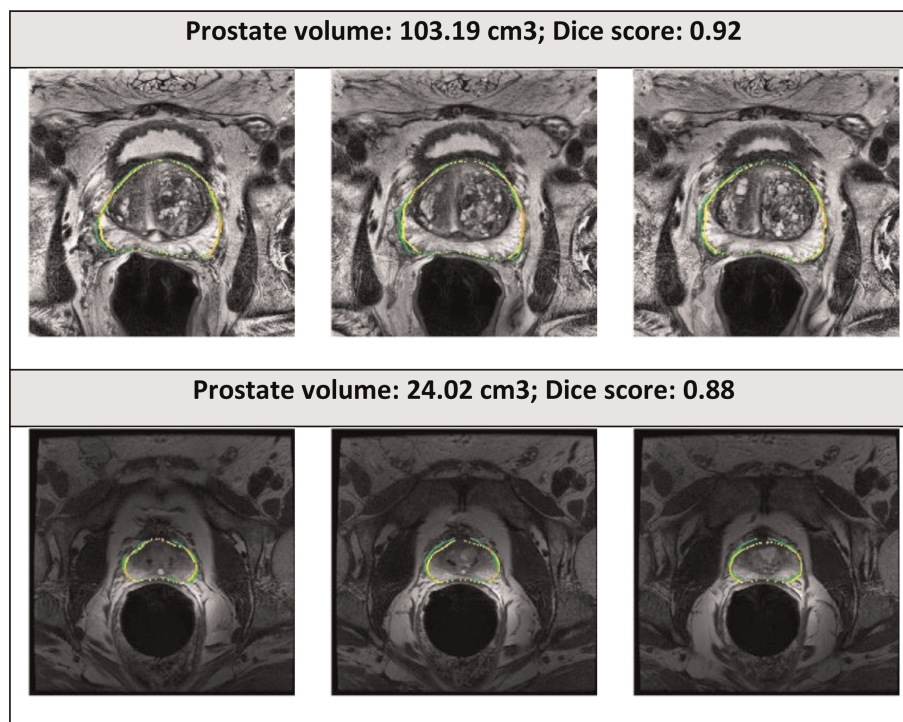 Prostate volume: 103.19 cm3; Dice score: 0.92
Prostate volume: 24.02 cm3; Dice score: 0.88